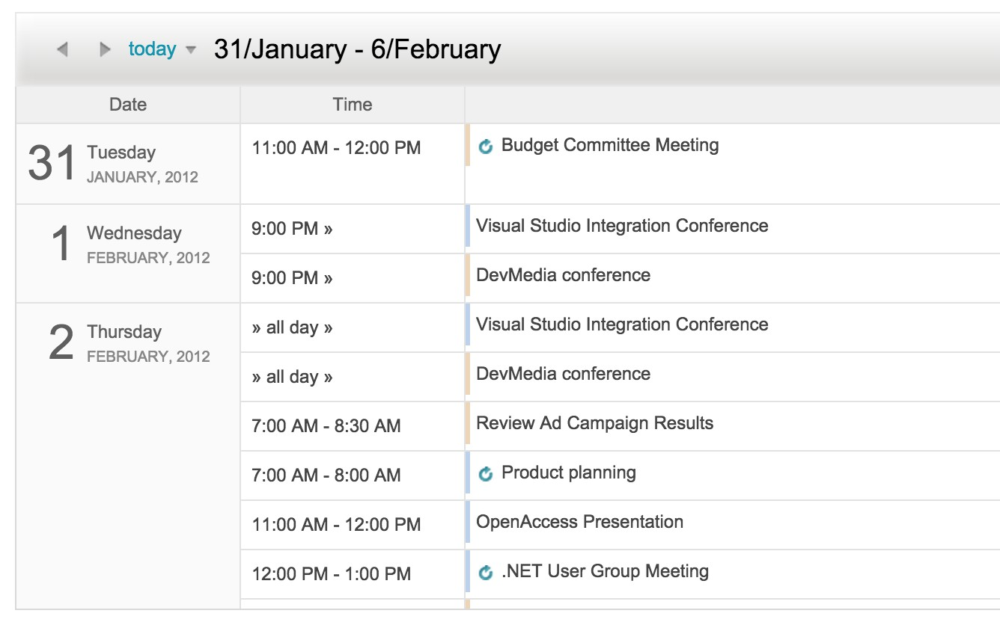 today 31/January - 6/February
Date Time
31 Tuesday JANUARY, 2012 11:00 AM - 12:00 PM Budget Committee Meeting
1 Wednesday FEBRUARY, 2012 9:00 PM » Visual Studio Integration Conference
9:00 PM » DevMedia conference
2 Thursday FEBRUARY, 2012 » all day » Visual Studio Integration Conference
» all day » DevMedia conference
7:00 AM - 8:30 AM Review Ad Campaign Results
7:00 AM - 8:00 AM Product planning
11:00 AM - 12:00 PM OpenAccess Presentation
12:00 PM - 1:00 PM .NET User Group Meeting